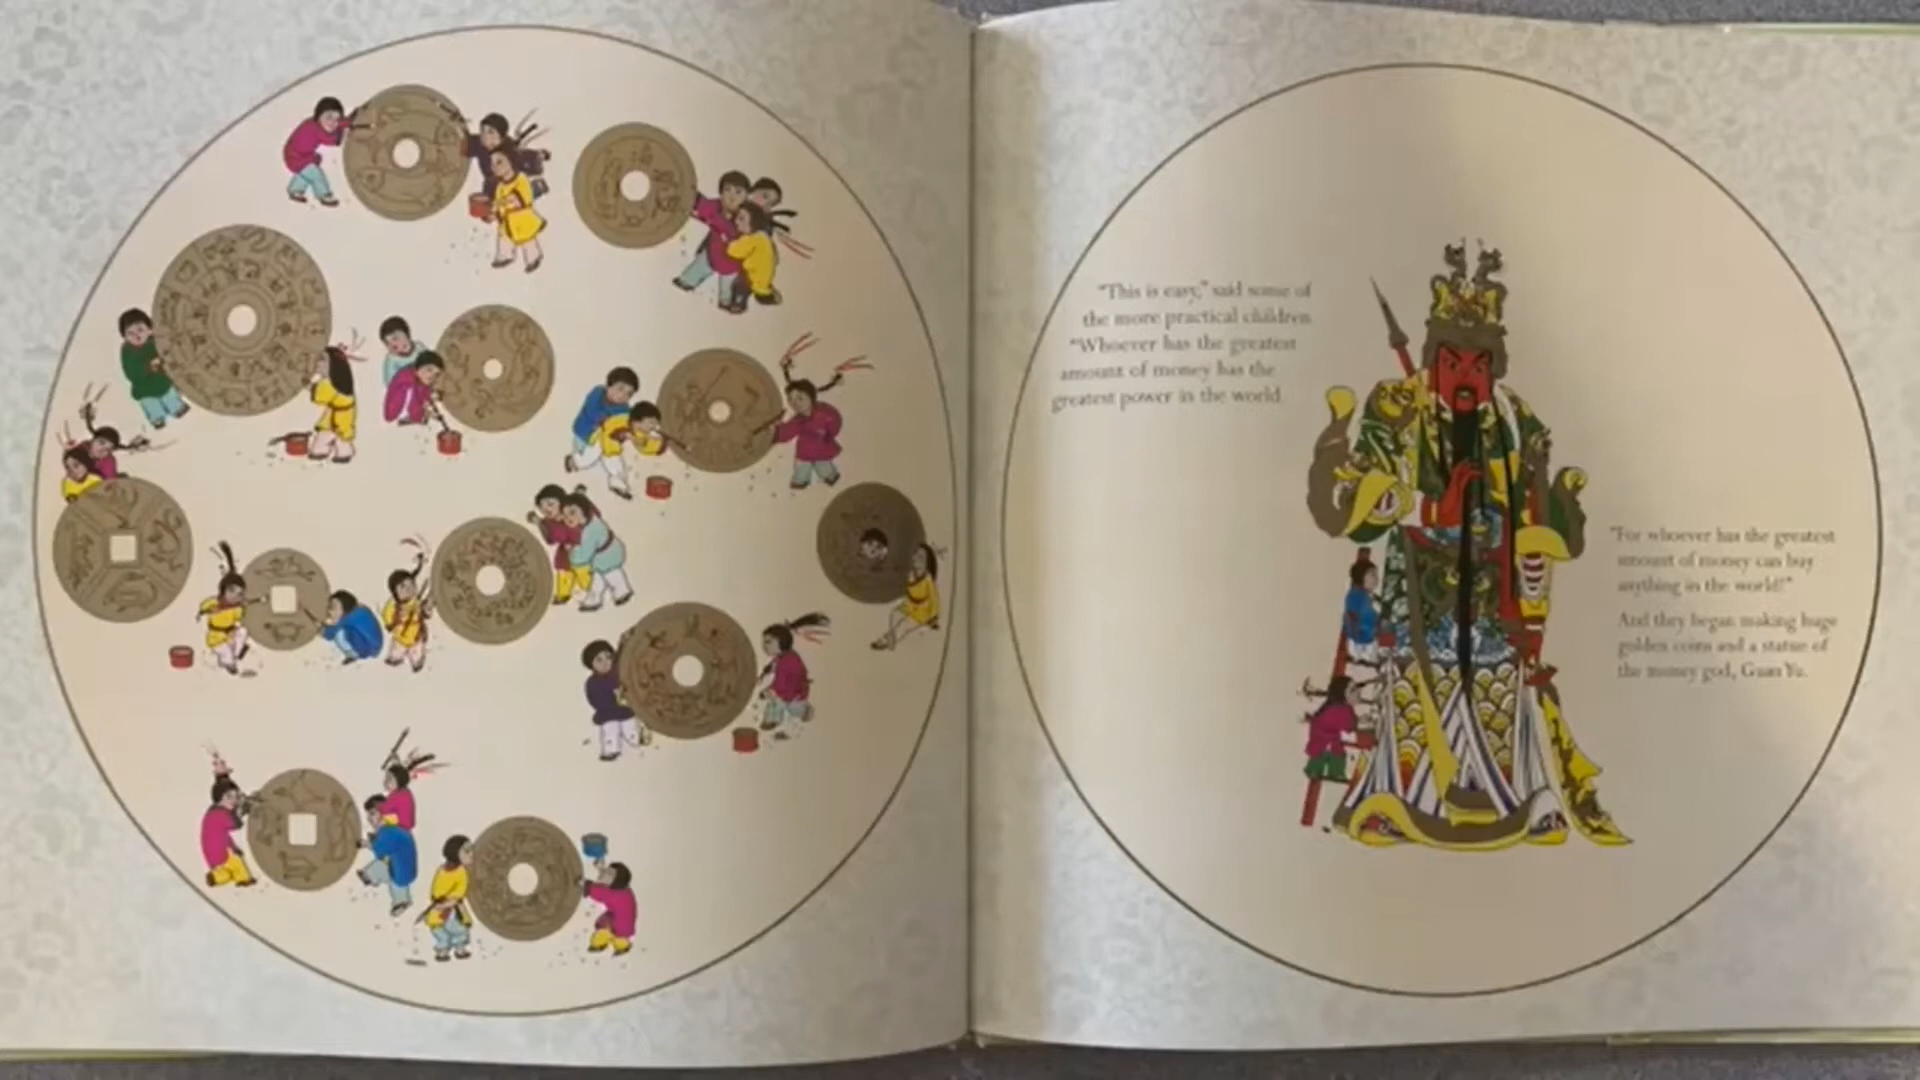 "This is easy," said some of
the more practical children
"Whoever has the greatest
amount of money has the
greatest power in the world.
"For whoever has the greatest
amount of money can buy
anything in the world!"
And they began making huge
golden coins and a statue of
the money god, Guan Yu.